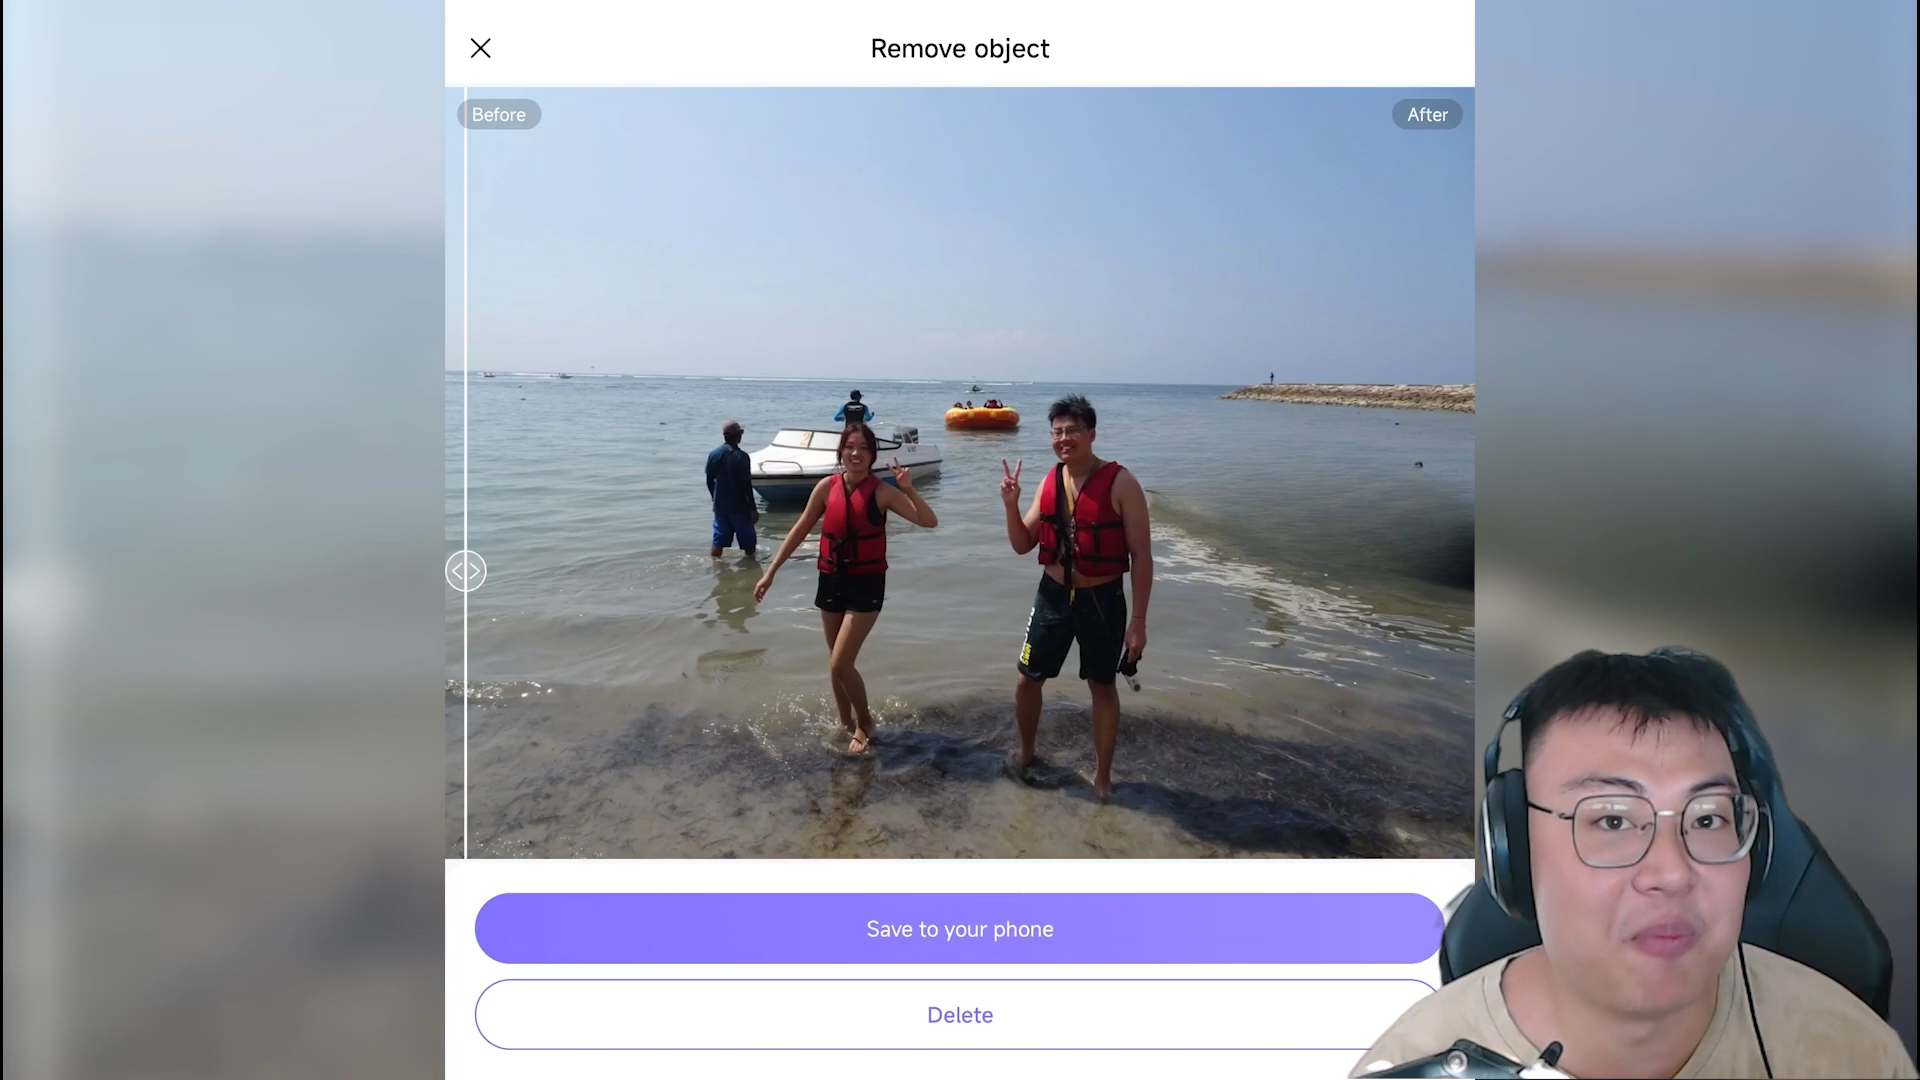 Remove object
Before
After
Save to your phone
Delete